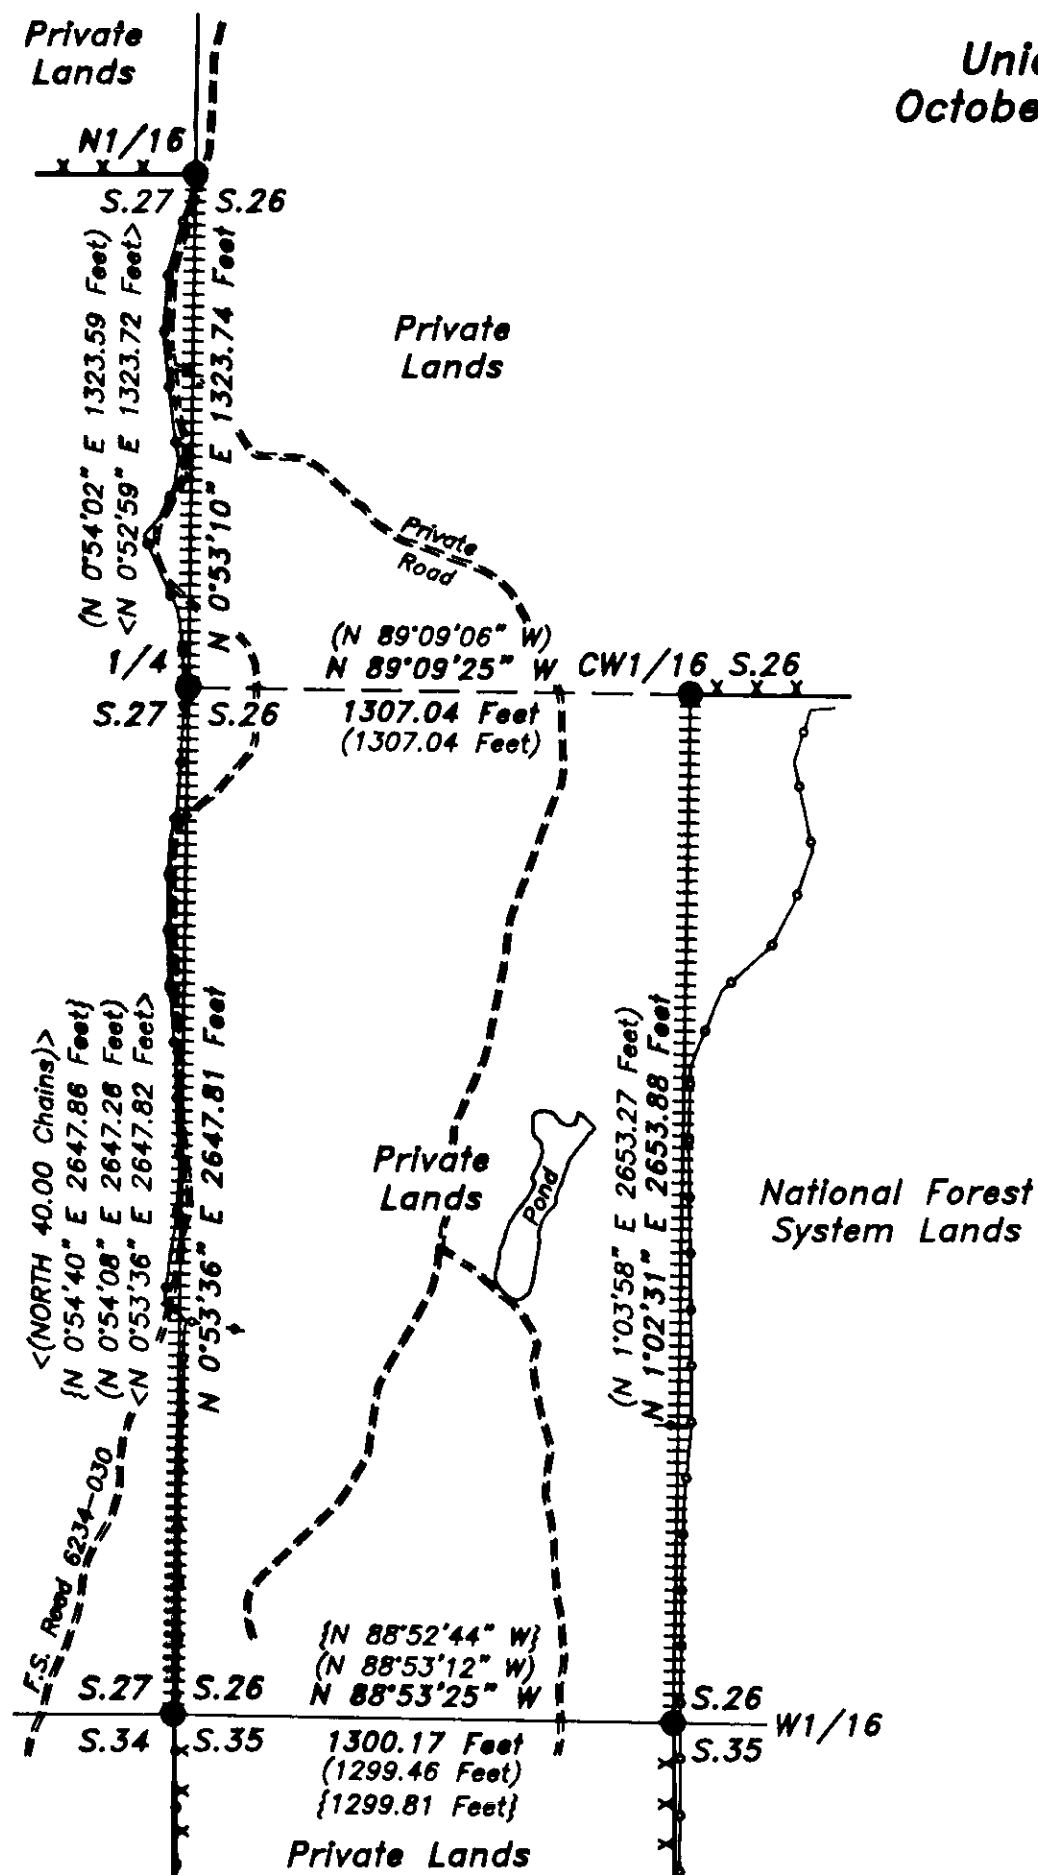 Private
Lands
Unic
Octobe
N1/16
S.27 S.26
(N 0°54'02" E 1323.59 Feet)
<N 0°52'59" E 1323.72 Feet>
N 0°53'10" E 1323.74 Feet
Private
Lands
Private
Road
(N 89°09'06" W)
1/4 N 89°09'25" W CW1/16 S.26
S.27 S.26 1307.04 Feet
(1307.04 Feet)
<(NORTH 40.00 Chains)>
{N 0°54'40" E 2647.86 Feet}
(N 0°54'08" E 2647.26 Feet)
<N 0°53'36" E 2647.82 Feet>
N 0°53'36" E 2647.81 Feet
Private
Lands
Pond
(N 1°03'58" E 2653.27 Feet)
N 1°02'31" E 2653.88 Feet
National Forest
System Lands
F.S. Road 6234-030
{N 88°52'44" W}
(N 88°53'12" W)
S.27 S.26 N 88°53'25" W S.26
W1/16
S.34 S.35 1300.17 Feet S.35
(1299.46 Feet)
{1299.81 Feet}
Private Lands